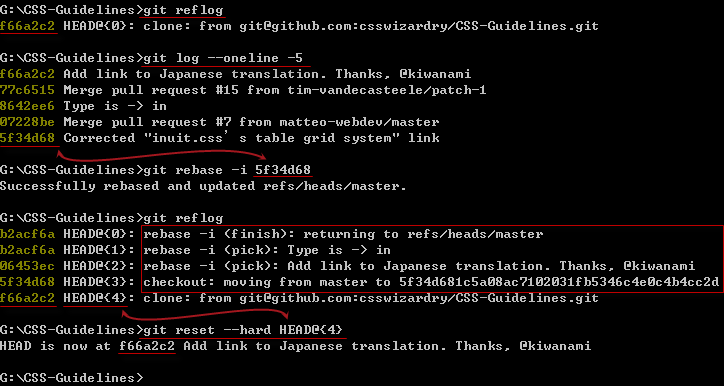 G:\CSS-Guidelines>git reflog
f66a2c2 HEAD@{0}: clone: from git@github.com:csswizardry/CSS-Guidelines.git
G:\CSS-Guidelines>git log --oneline -5
f66a2c2 Add link to Japanese translation. Thanks, @kiwanami
77c6515 Merge pull request #15 from tim-vandecasteele/patch-1
8642ee6 Type is -> in
07228be Merge pull request #7 from matteo-webdev/master
5f34d68 Corrected "inuit.css’s table grid system" link
G:\CSS-Guidelines>git rebase -i 5f34d68
Successfully rebased and updated refs/heads/master.
G:\CSS-Guidelines>git reflog
b2acf6a HEAD@{0}: rebase -i (finish): returning to refs/heads/master
b2acf6a HEAD@{1}: rebase -i (pick): Type is -> in
06453ec HEAD@{2}: rebase -i (pick): Add link to Japanese translation. Thanks, @kiwanami
5f34d68 HEAD@{3}: checkout: moving from master to 5f34d681c5a08ac7102031fb5346c4e0c4b4cc2d
f66a2c2 HEAD@{4}: clone: from git@github.com:csswizardry/CSS-Guidelines.git
G:\CSS-Guidelines>git reset --hard HEAD@{4}
HEAD is now at f66a2c2 Add link to Japanese translation. Thanks, @kiwanami
G:\CSS-Guidelines>